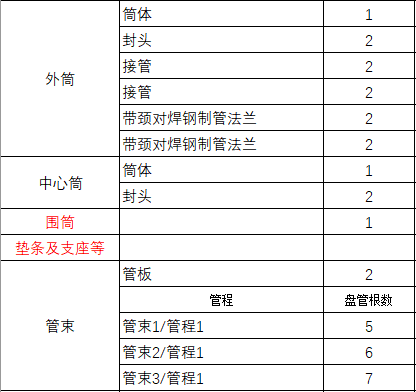 外筒
筒体 1
封头 2
接管 2
接管 2
带颈对焊钢制管法兰 2
带颈对焊钢制管法兰 2
中心筒
筒体 1
封头 2
围筒 1
垫条及支座等
管束
管板 2
管程 盘管根数
管束1/管程1 5
管束2/管程1 6
管束3/管程1 7